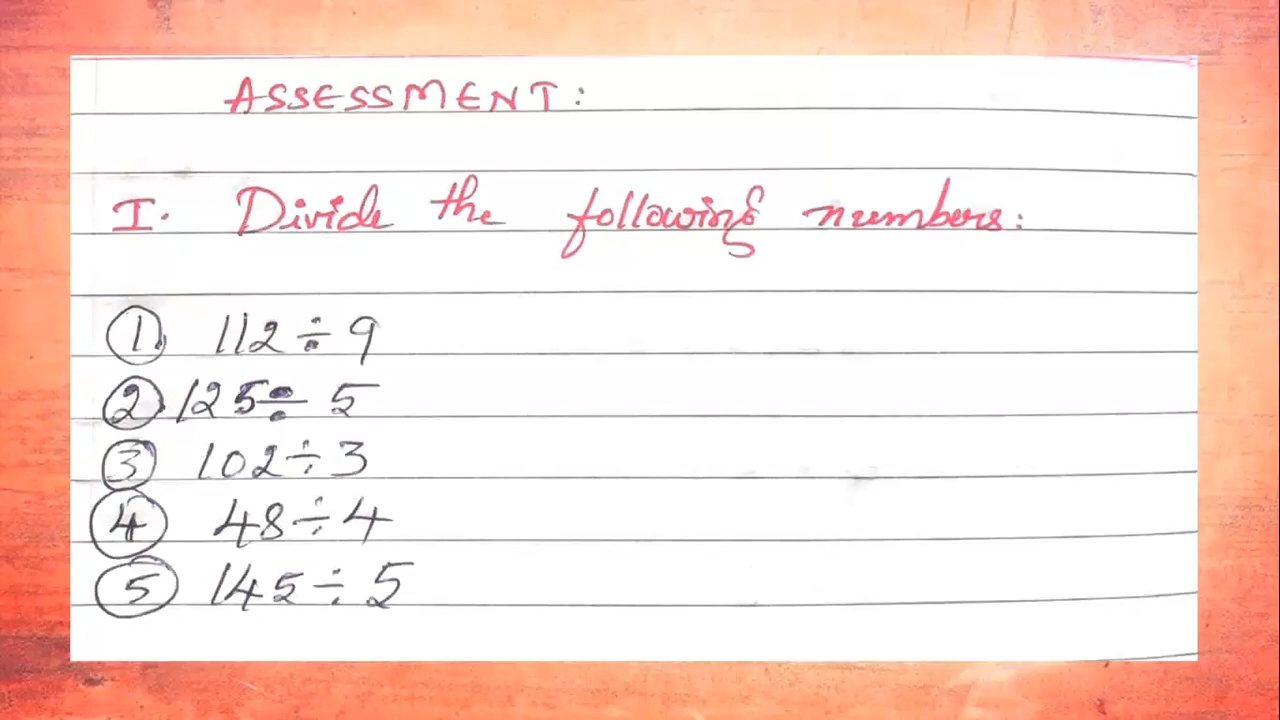 ASSESSMENT:
I. Divide the following numbers:
1. 112 ÷ 9
2. 125 ÷ 5
3 102 ÷ 3
4 48 ÷ 4
5 145 ÷ 5